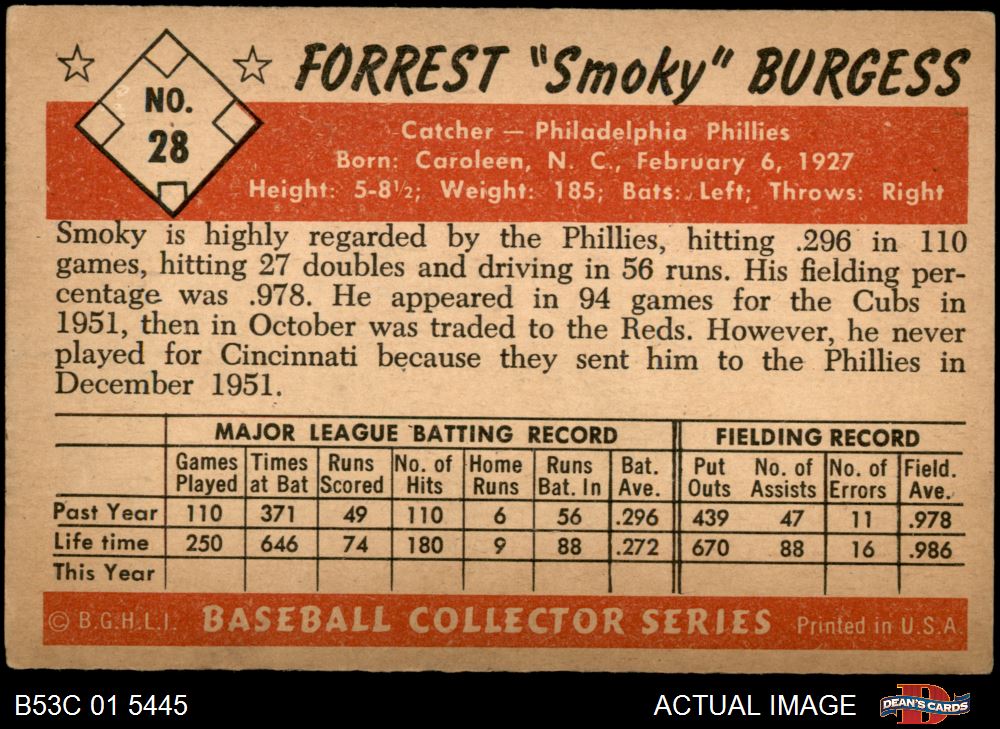 NO.
28
FORREST "Smoky" BURGESS
Catcher — Philadelphia Phillies
Born: Caroleen, N. C., February 6, 1927
Height: 5-8½; Weight: 185; Bats: Left; Throws: Right
Smoky is highly regarded by the Phillies, hitting .296 in 110
games, hitting 27 doubles and driving in 56 runs. His fielding per-
centage was .978. He appeared in 94 games for the Cubs in
1951, then in October was traded to the Reds. However, he never
played for Cincinnati because they sent him to the Phillies in
December 1951.
MAJOR LEAGUE BATTING RECORD FIELDING RECORD
Games Times Runs No. of Home Runs Bat. Put No. of No. of Field.
Played at Bat Scored Hits Runs Bat. In Ave. Outs Assists Errors Ave.
Past Year 110 371 49 110 6 56 .296 439 47 11 .978
Life time 250 646 74 180 9 88 .272 670 88 16 .986
This Year
© B.G.H.L.I. BASEBALL COLLECTOR SERIES Printed in U.S.A.
B53C 01 5445 ACTUAL IMAGE D DEAN'S CARDS